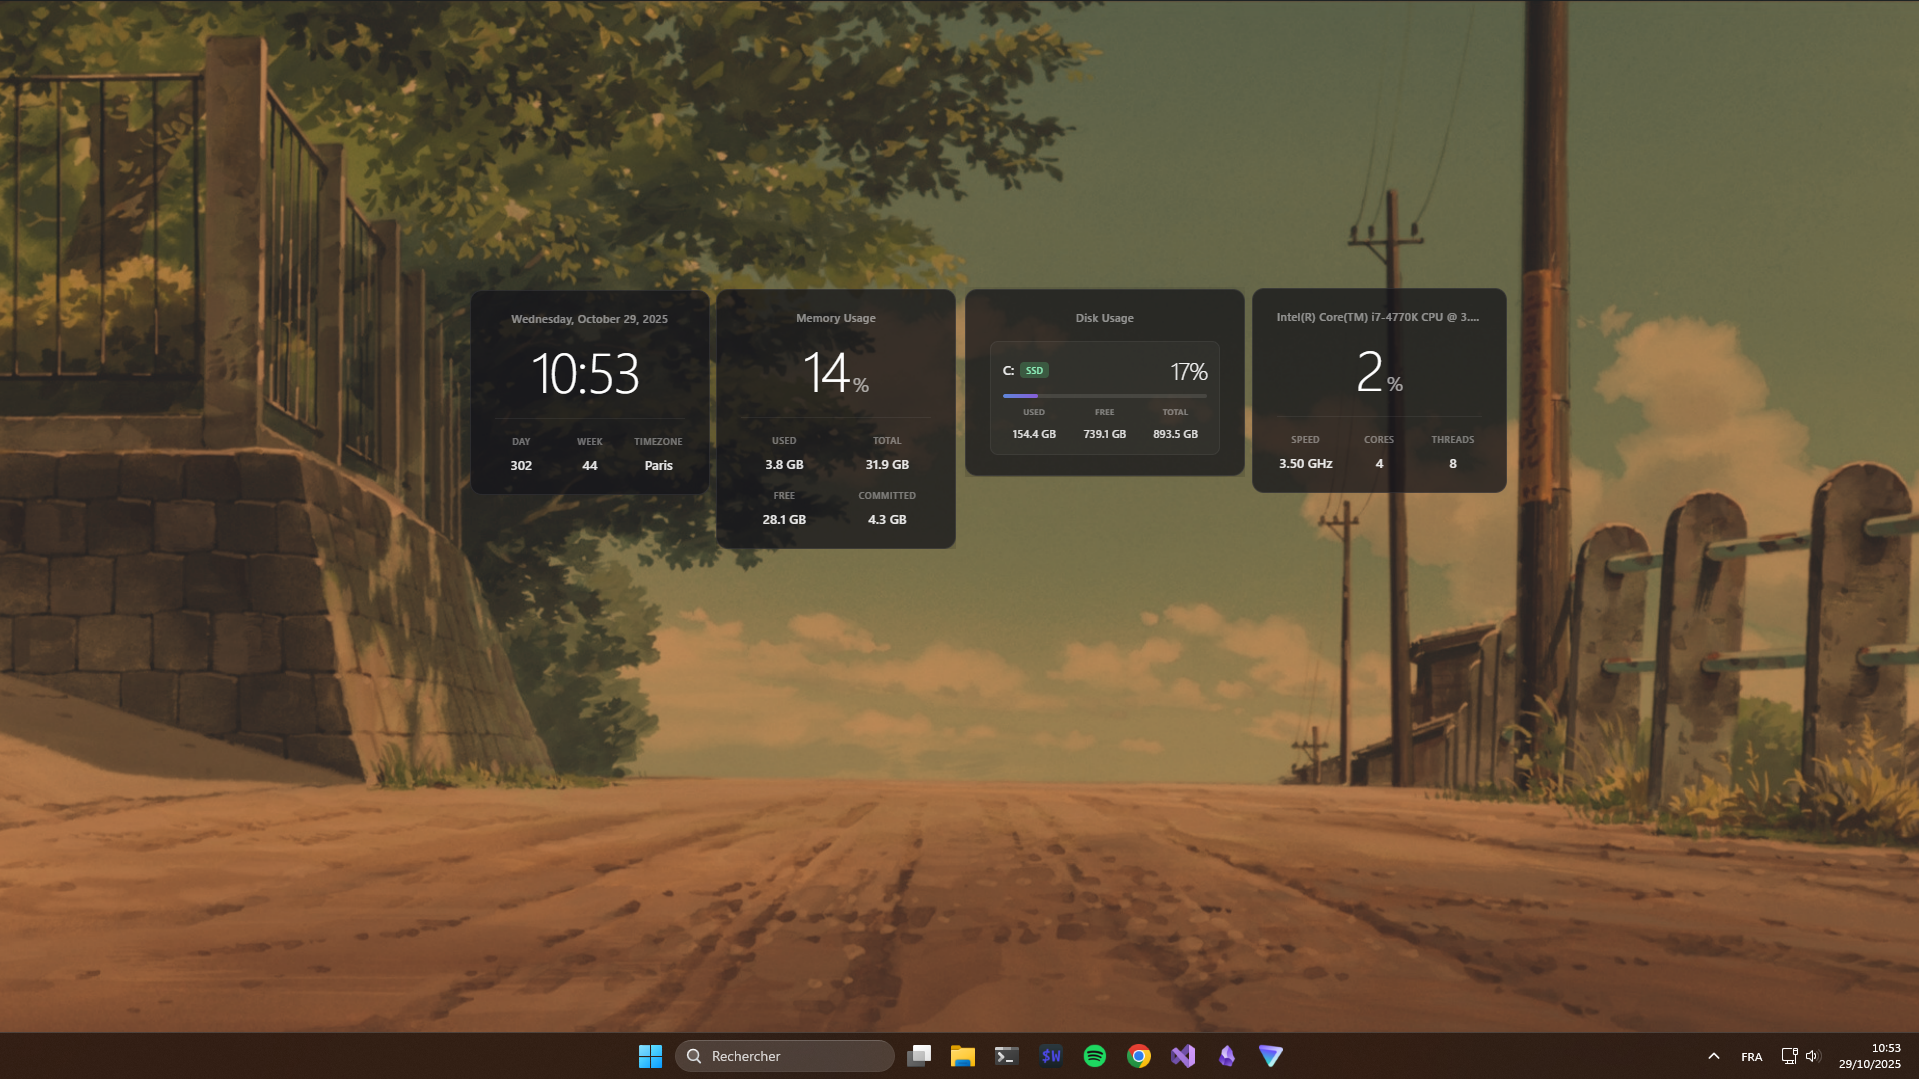 Wednesday, October 29, 2025
10:53
DAY WEEK TIMEZONE
302 44 Paris
Memory Usage
14%
USED TOTAL
3.8 GB 31.9 GB
FREE COMMITTED
28.1 GB 4.3 GB
Disk Usage
C: SSD 17%
USED FREE TOTAL
154.4 GB 739.1 GB 893.5 GB
Intel(R) Core(TM) i7-4770K CPU @ 3....
2%
SPEED CORES THREADS
3.50 GHz 4 8
Rechercher
$W
FRA
10:53
29/10/2025